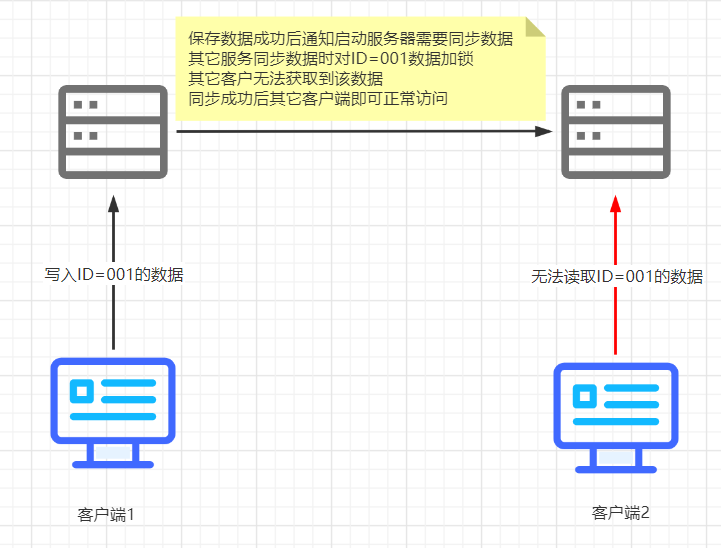 保存数据成功后通知启动服务器需要同步数据
其它服务同步数据时对ID=001数据加锁
其它客户无法获取到该数据
同步成功后其它客户端即可正常访问
写入ID=001的数据
无法读取ID=001的数据
客户端1
客户端2